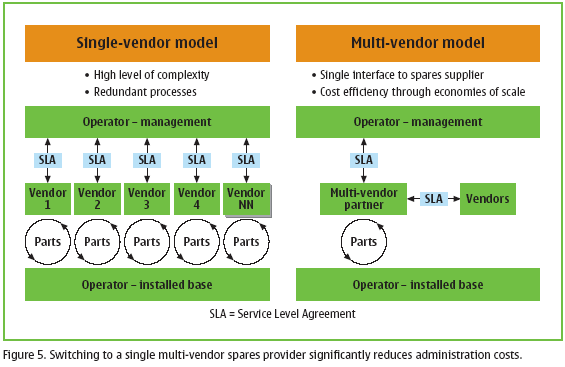 Single-vendor model
• High level of complexity
• Redundant processes
Operator – management
SLA SLA SLA SLA SLA
Vendor 1
Vendor 2
Vendor 3
Vendor 4
Vendor NN
Parts Parts Parts Parts Parts
Operator – installed base
Multi-vendor model
• Single interface to spares supplier
• Cost efficiency through economies of scale
Operator – management
SLA
Multi-vendor
partner
SLA
Vendors
Parts
Operator – installed base
SLA = Service Level Agreement
Figure 5. Switching to a single multi-vendor spares provider significantly reduces administration costs.